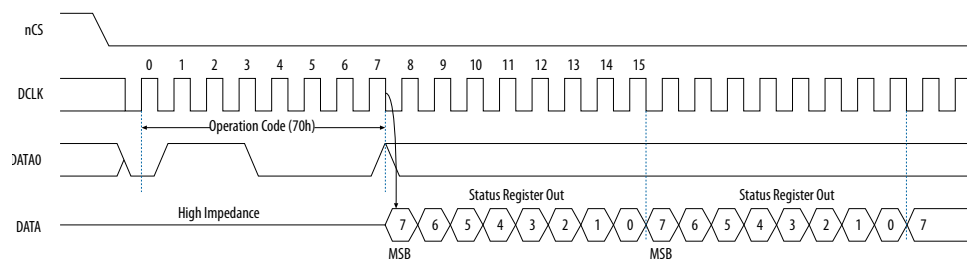 nCS
0 1 2 3 4 5 6 7 8 9 10 11 12 13 14 15
DCLK
Operation Code (70h)
DATA0
Status Register Out Status Register Out
High Impedance
DATA 7 6 5 4 3 2 1 0 7 6 5 4 3 2 1 0 7
MSB MSB